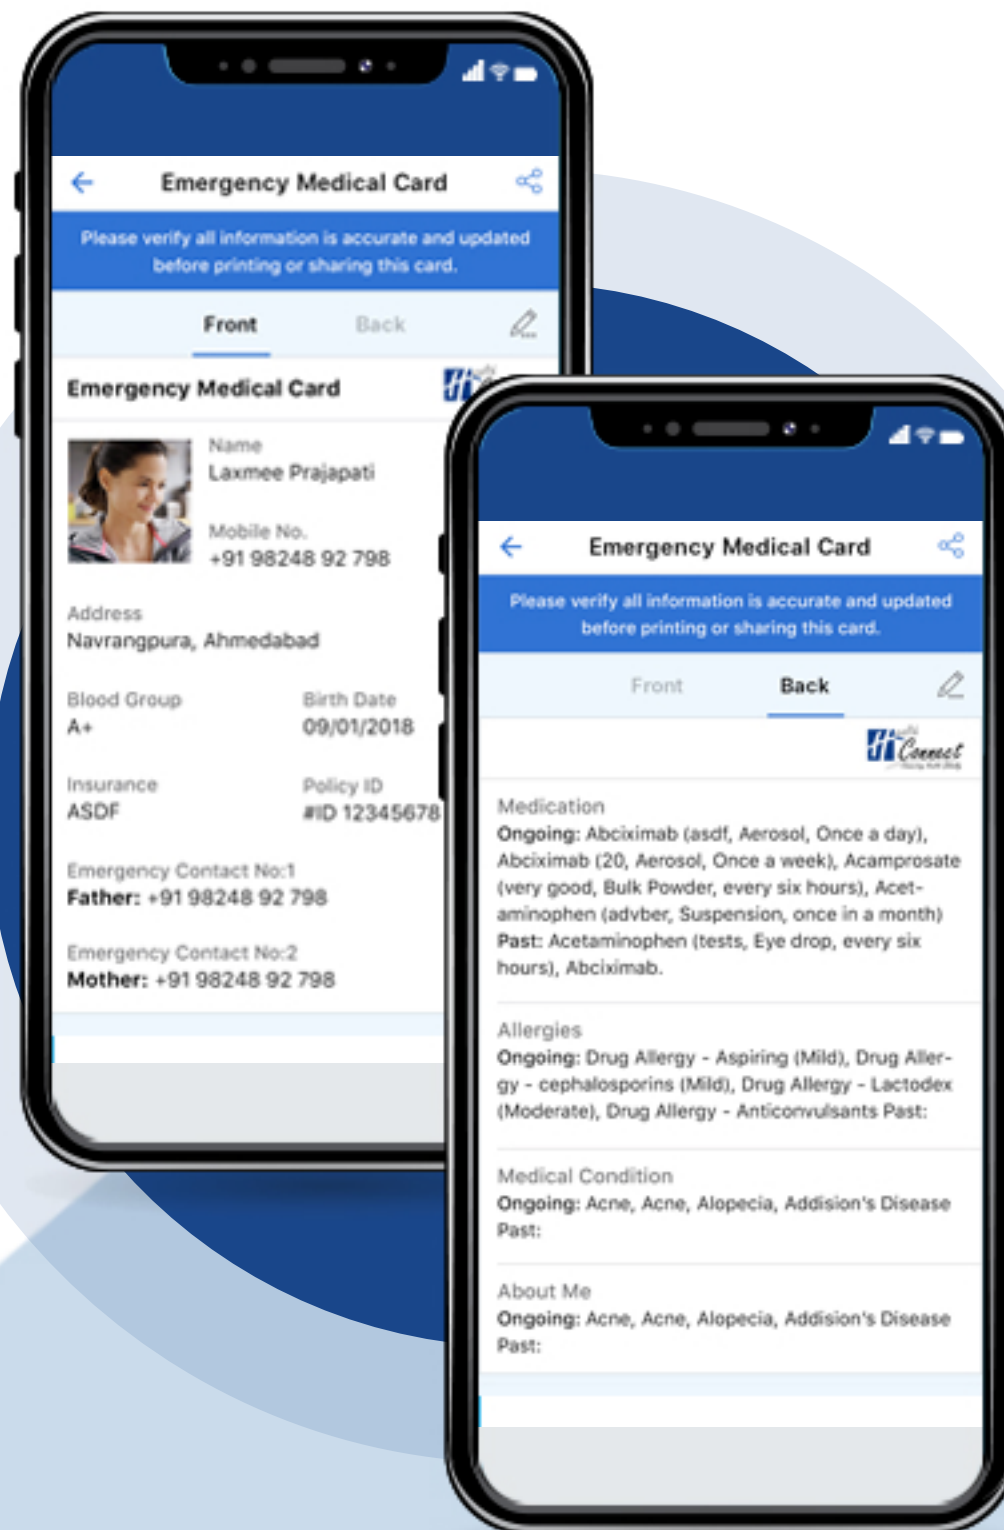 Emergency Medical Card
Please verify all information is accurate and updated
before printing or sharing this card.
Front Back
Emergency Medical Card
Name
Laxmee Prajapati
Mobile No.
+91 98248 92 798
Address
Navrangpura, Ahmedabad
Blood Group Birth Date
A+ 09/01/2018
Insurance Policy ID
ASDF #ID 12345678
Emergency Contact No:1
Father: +91 98248 92 798
Emergency Contact No:2
Mother: +91 98248 92 798
Emergency Medical Card
Please verify all information is accurate and updated
before printing or sharing this card.
Front Back
Connect
Medication
Ongoing: Abciximab (asdf, Aerosol, Once a day),
Abciximab (20, Aerosol, Once a week), Acamprosate
(very good, Bulk Powder, every six hours), Acet-
aminophen (advber, Suspension, once in a month)
Past: Acetaminophen (tests, Eye drop, every six
hours), Abciximab.
Allergies
Ongoing: Drug Allergy - Aspiring (Mild), Drug Aller-
gy - cephalosporins (Mild), Drug Allergy - Lactodex
(Moderate), Drug Allergy - Anticonvulsants Past:
Medical Condition
Ongoing: Acne, Acne, Alopecia, Addision's Disease
Past:
About Me
Ongoing: Acne, Acne, Alopecia, Addision's Disease
Past: